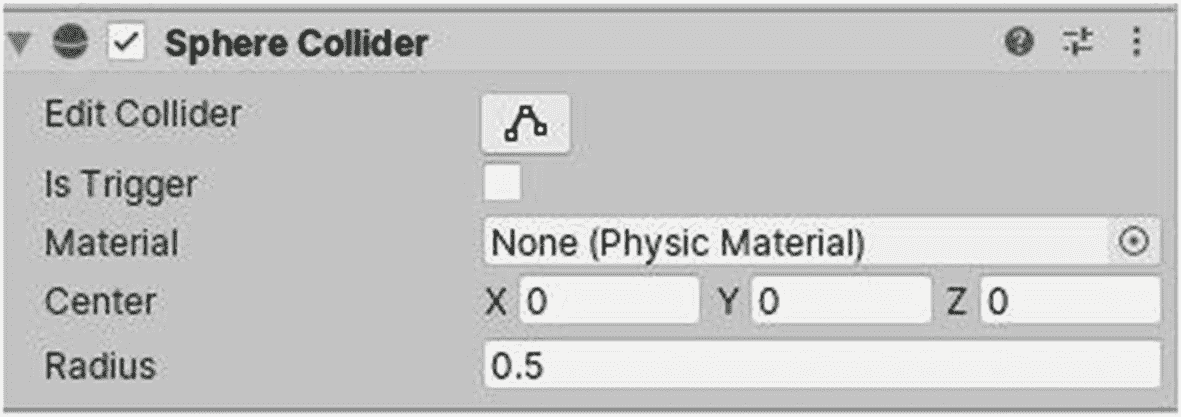 Sphere Collider
Edit Collider
Is Trigger
Material None (Physic Material)
Center X 0 Y 0 Z 0
Radius 0.5